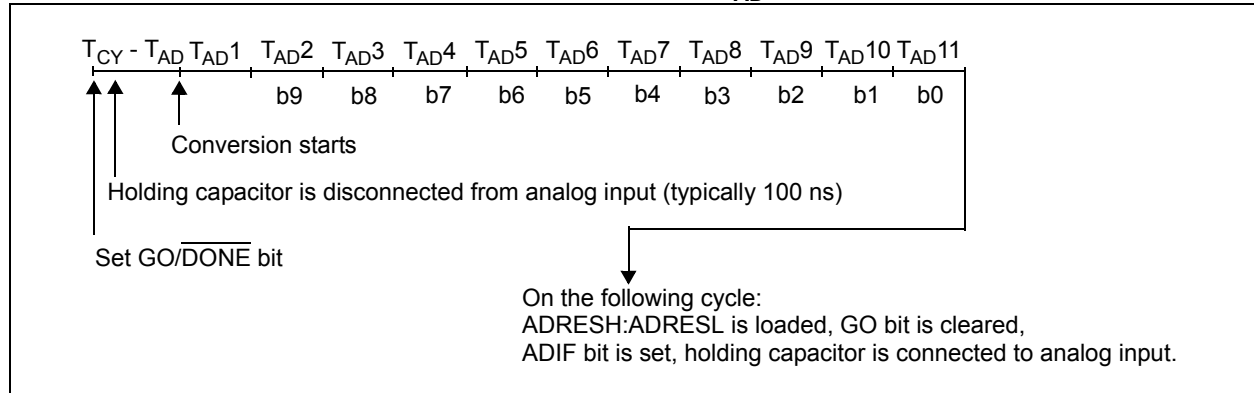 AD
TCY - TAD TAD1 TAD2 TAD3 TAD4 TAD5 TAD6 TAD7 TAD8 TAD9 TAD10 TAD11
b9 b8 b7 b6 b5 b4 b3 b2 b1 b0
Conversion starts
Holding capacitor is disconnected from analog input (typically 100 ns)
Set GO/DONE bit
On the following cycle:
ADRESH:ADRESL is loaded, GO bit is cleared,
ADIF bit is set, holding capacitor is connected to analog input.